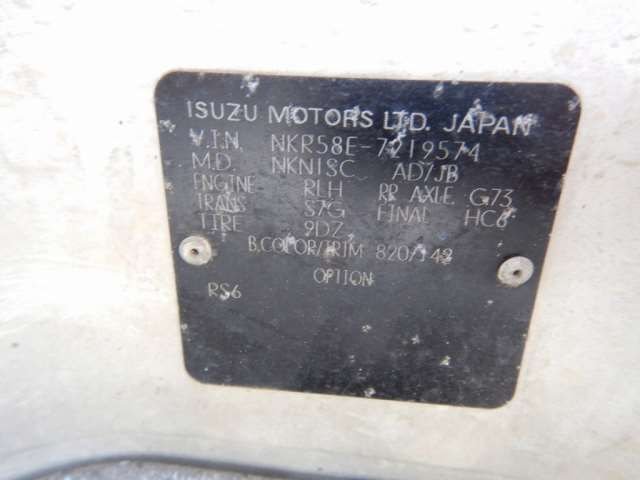 ISUZU MOTORS LTD. JAPAN
V.I.N. NKR58E-7219574
M.D. NKN1SC AD7JB
ENGINE RLH RR AXLE G73
TRANS S7G FINAL HC6
TIRE 9DZ
B.COLOR/TRIM 820/142
OPTION
RS6